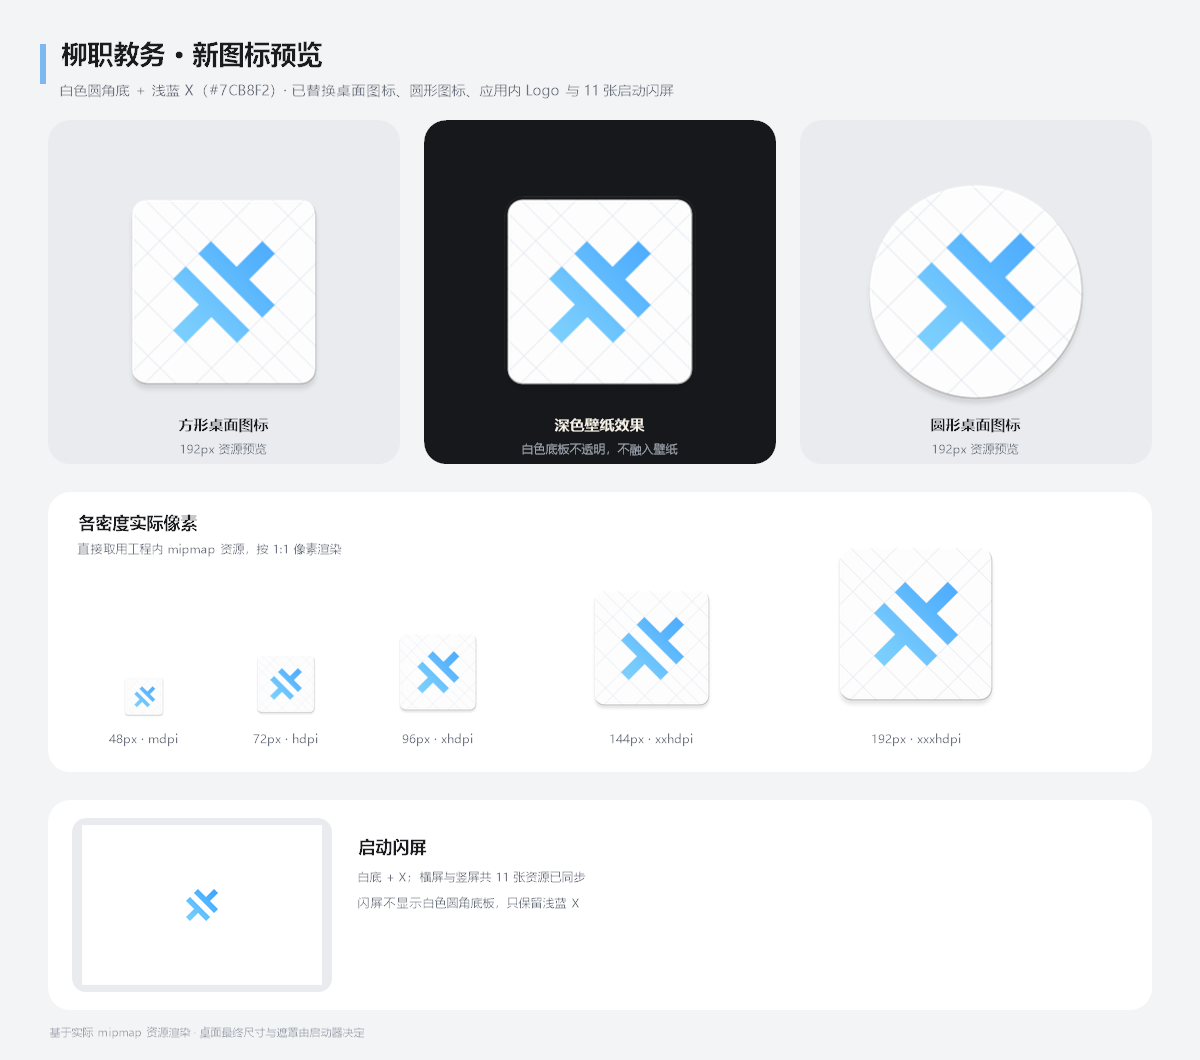 柳职教务 · 新图标预览
白色圆角底 + 浅蓝 X（#7CB8F2）· 已替换桌面图标、圆形图标、应用内 Logo 与 11 张启动闪屏
方形桌面图标
192px 资源预览
深色壁纸效果
白色底板不透明，不融入壁纸
圆形桌面图标
192px 资源预览
各密度实际像素
直接取用工程内 mipmap 资源，按 1:1 像素渲染
48px · mdpi
72px · hdpi
96px · xhdpi
144px · xxhdpi
192px · xxxhdpi
启动闪屏
白底 + X；横屏与竖屏共 11 张资源已同步
闪屏不显示白色圆角底板，只保留浅蓝 X
基于实际 mipmap 资源渲染 · 桌面最终尺寸与遮罩由启动器决定